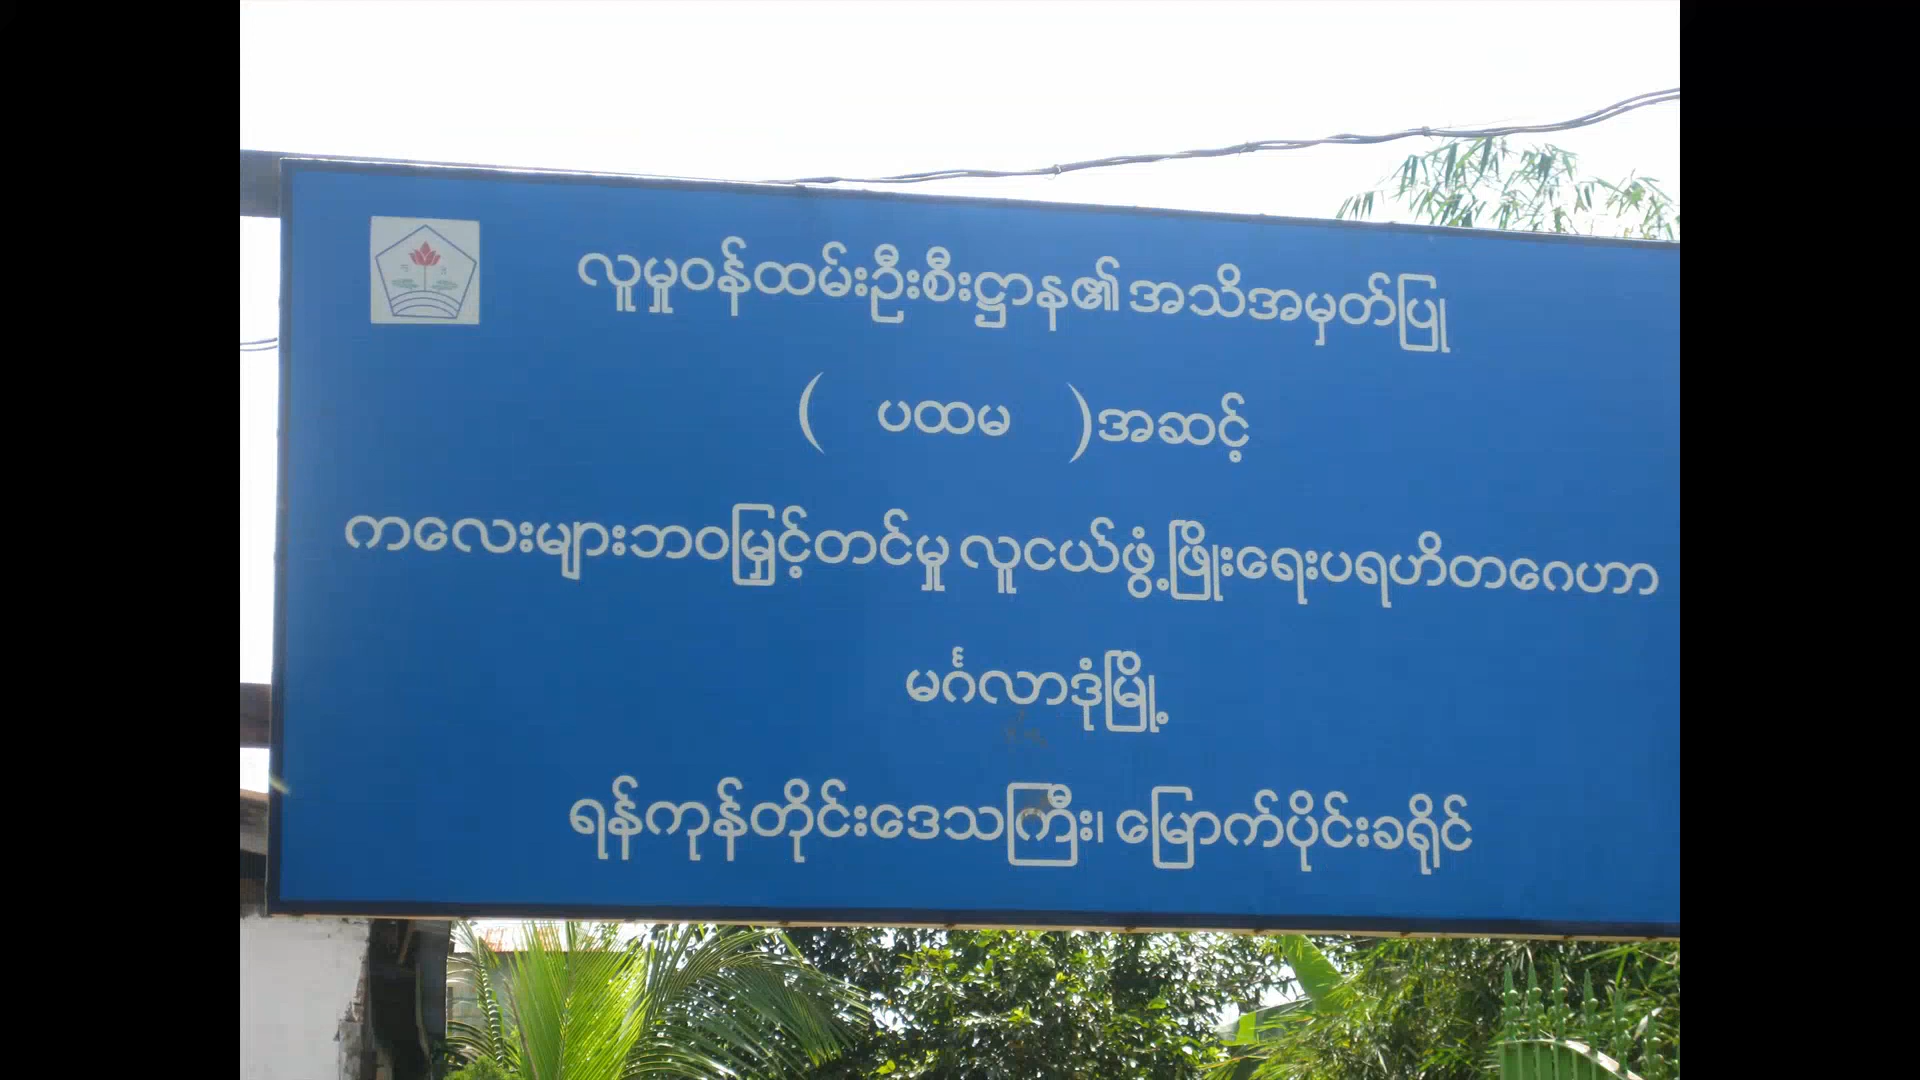 လူမှုဝန်ထမ်းဦးစီးဋ္ဌာန၏ အသိအမှတ်ပြု
( ပထမ )အဆင့်
ကလေးများဘဝမြှင့်တင်မှု လူငယ်ဖွံ့ဖြိုးရေးပရဟိတဂေဟာ
မင်္ဂလာဒုံမြို့
ရန်ကုန်တိုင်းဒေသကြီး၊ မြောက်ပိုင်းခရိုင်